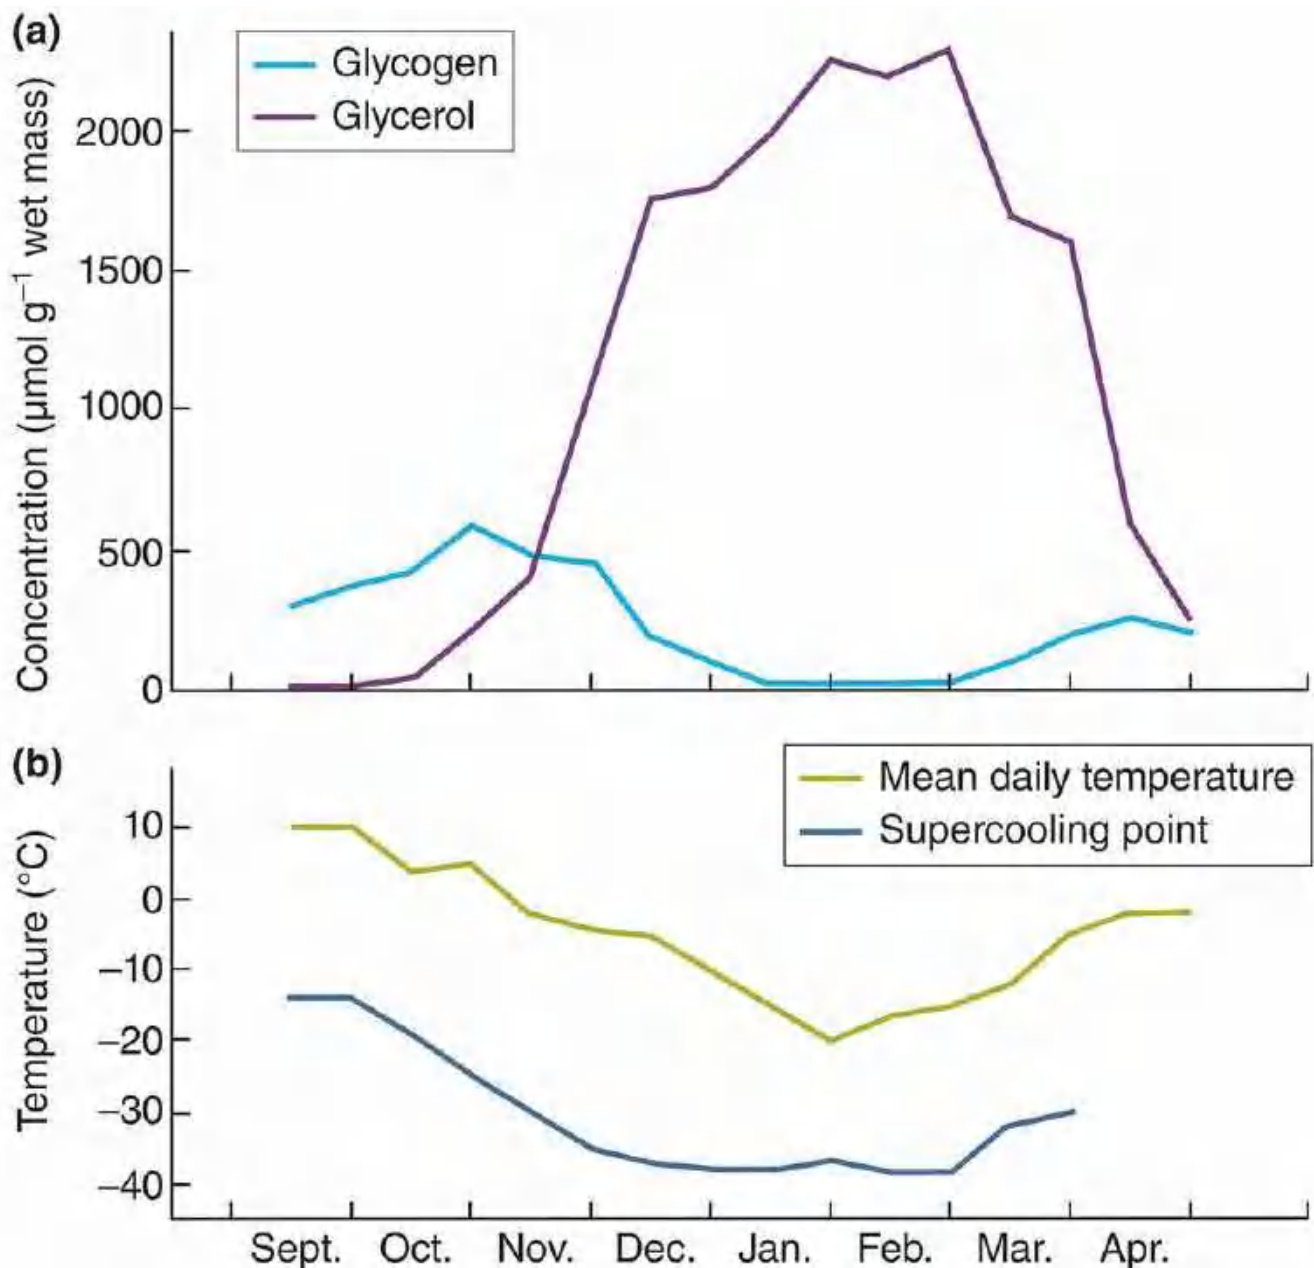 (a)
Glycogen
Glycerol
Concentration (µmol g⁻¹ wet mass)
2000
1500
1000
500
0
(b)
Mean daily temperature
Supercooling point
Temperature (°C)
10
0
−10
−20
−30
−40
Sept. Oct. Nov. Dec. Jan. Feb. Mar. Apr.